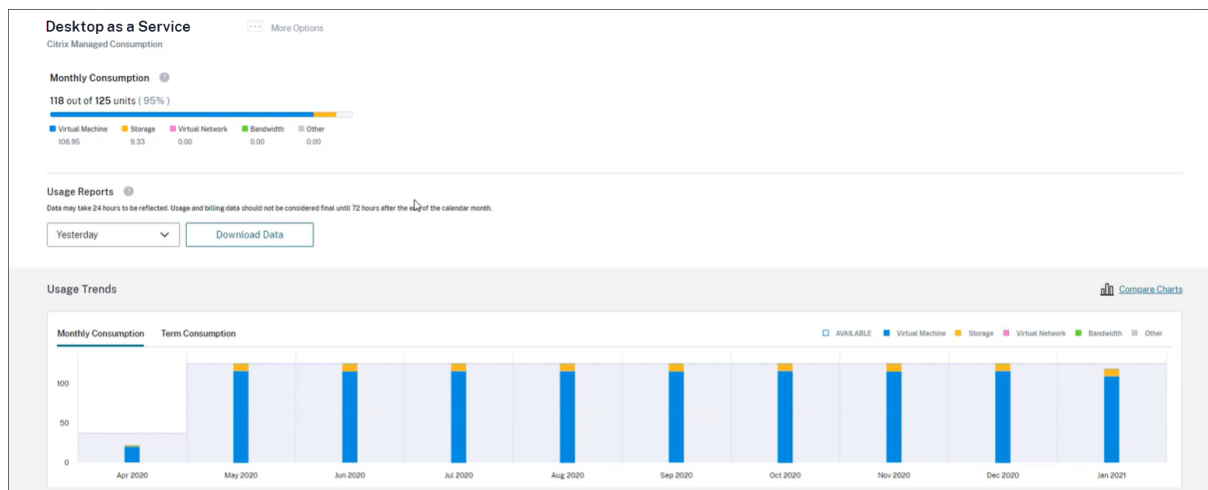 Desktop as a Service
··· More Options
Citrix Managed Consumption
Monthly Consumption ?
118 out of 125 units ( 95% )
Virtual Machine Storage Virtual Network Bandwidth Other
108.95 9.33 0.00 0.00 0.00
Usage Reports ?
Data may take 24 hours to be reflected. Usage and billing data should not be considered final until 72 hours after the end of the calendar month.
Yesterday Download Data
Usage Trends Compare Charts
Monthly Consumption Term Consumption AVAILABLE Virtual Machine Storage Virtual Network Bandwidth Other
100
50
0
Apr 2020 May 2020 Jun 2020 Jul 2020 Aug 2020 Sep 2020 Oct 2020 Nov 2020 Dec 2020 Jan 2021